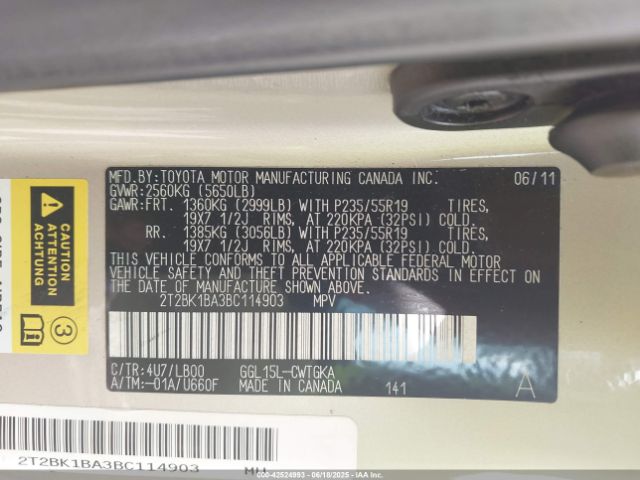 MFD.BY:TOYOTA MOTOR MANUFACTURING CANADA INC. 06/11
GVWR:2560KG (5650LB)
GAWR:FRT. 1360KG (2999LB) WITH P235/55R19 TIRES,
19X7 1/2J RIMS, AT 220KPA (32PSI) COLD.
RR. 1385KG (3056LB) WITH P235/55R19 TIRES,
19X7 1/2J RIMS, AT 220KPA (32PSI) COLD.
THIS VEHICLE CONFORMS TO ALL APPLICABLE FEDERAL MOTOR
VEHICLE SAFETY AND THEFT PREVENTION STANDARDS IN EFFECT ON
THE DATE OF MANUFACTURE SHOWN ABOVE.
2T2BK1BA3BC114903 MPV
C/TR:4U7/LB00 GGL15L-CWTGKA
A/TM:-01A/U660F MADE IN CANADA 141 A
CAUTION
ACHTUNG
3
2T2BK1BA3BC114903
© 42524993 06/18/2025 IAA Inc.